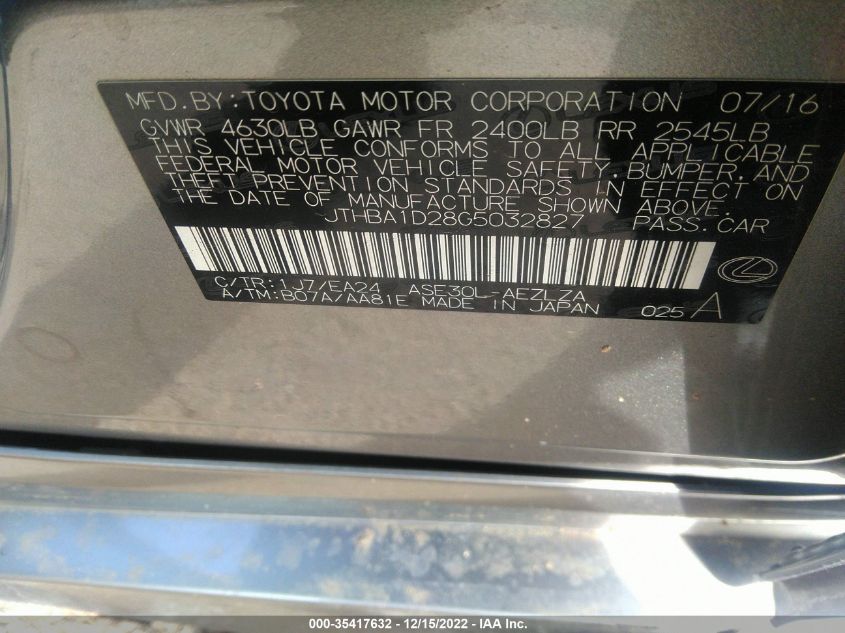 MFD.BY:TOYOTA MOTOR CORPORATION 07/16
GVWR 4630LB GAWR FR 2400LB RR 2545LB
THIS VEHICLE CONFORMS TO ALL APPLICABLE
FEDERAL MOTOR VEHICLE SAFETY,BUMPER,AND
THEFT PREVENTION STANDARDS IN EFFECT ON
THE DATE OF MANUFACTURE SHOWN ABOVE.
JTHBA1D28G5032827 PASS.CAR
C/TR:1J7/EA24 ASE30L-AEZLZA
A/TM:B07A/AA81E MADE IN JAPAN 025 A
000-35417632 - 12/15/2022 - IAA Inc.